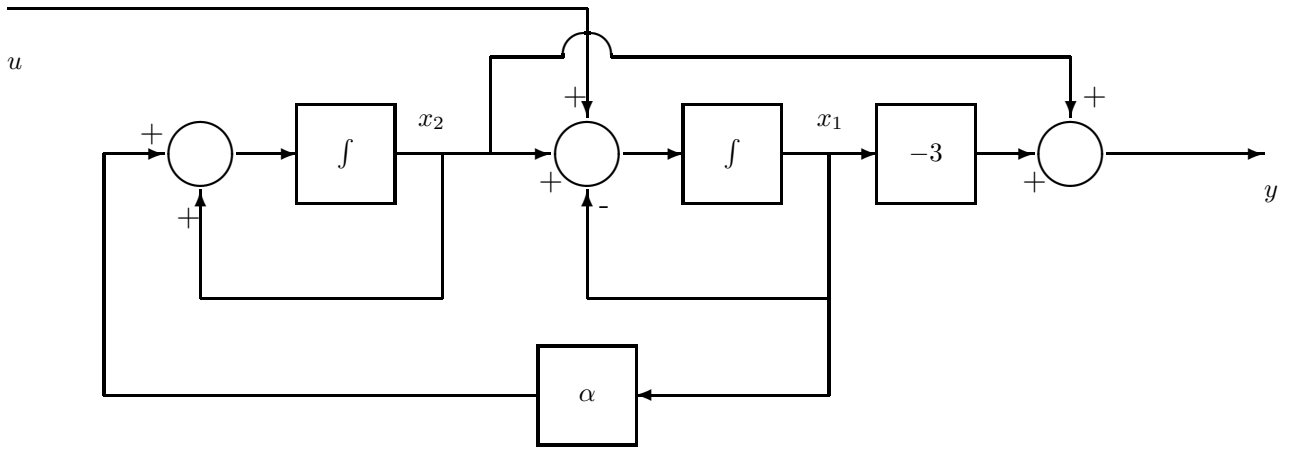 u
+ +
+ x₂ x₁
∫ ∫ −3
+ + +
+ -
y
α